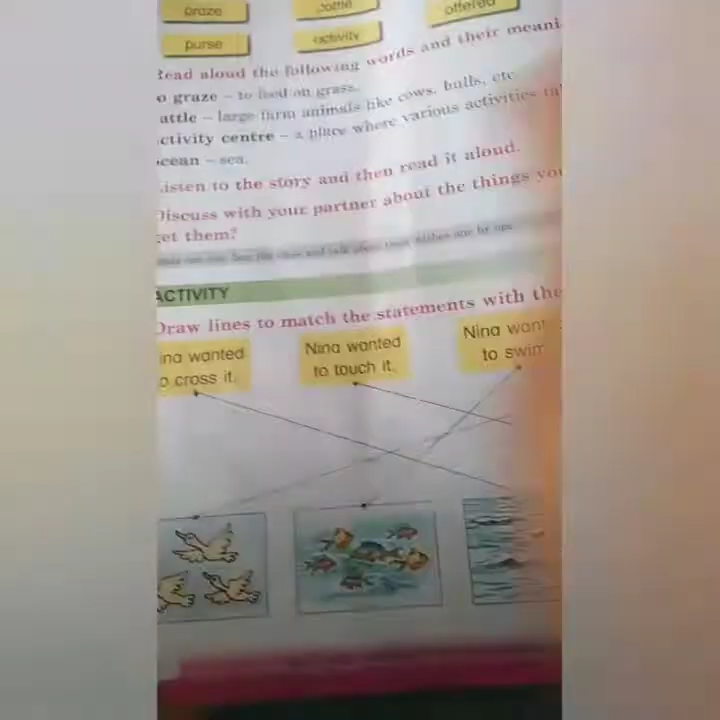 graze
cattle
offered
purse
activity
Read aloud the following words and their meani
o graze – to feed on grass.
attle – large farm animals like cows, bulls, etc
ctivity centre – a place where various activities ta
cean – sea.
isten to the story and then read it aloud.
Discuss with your partner about the things you
et them?
ACTIVITY
Draw lines to match the statements with the
ina wanted
o cross it.
Nina wanted
to touch it.
Nina want
to swim